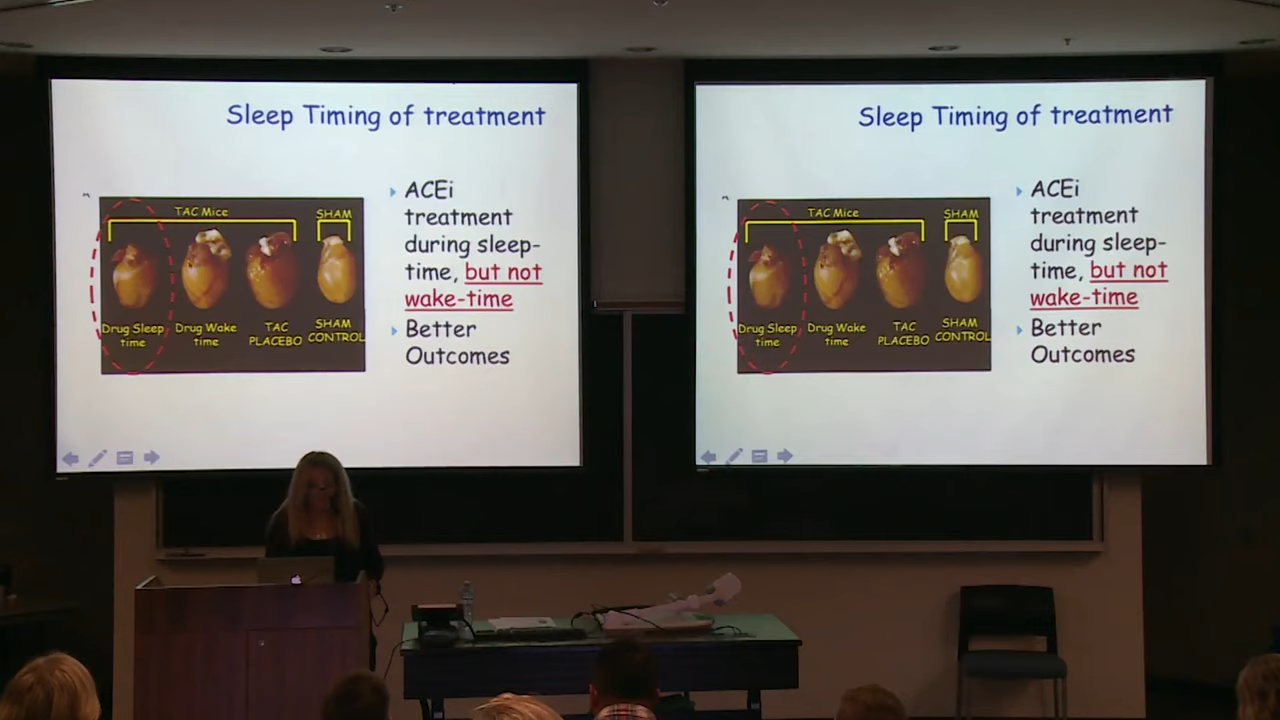 Sleep Timing of treatment
TAC Mice
SHAM
Drug Sleep
time
Drug Wake
time
TAC
PLACEBO
SHAM
CONTROL
ACEi
treatment
during sleep-
time, but not
wake-time
Better
Outcomes
Sleep Timing of treatment
TAC Mice
SHAM
Drug Sleep
time
Drug Wake
time
TAC
PLACEBO
SHAM
CONTROL
ACEi
treatment
during sleep-
time, but not
wake-time
Better
Outcomes